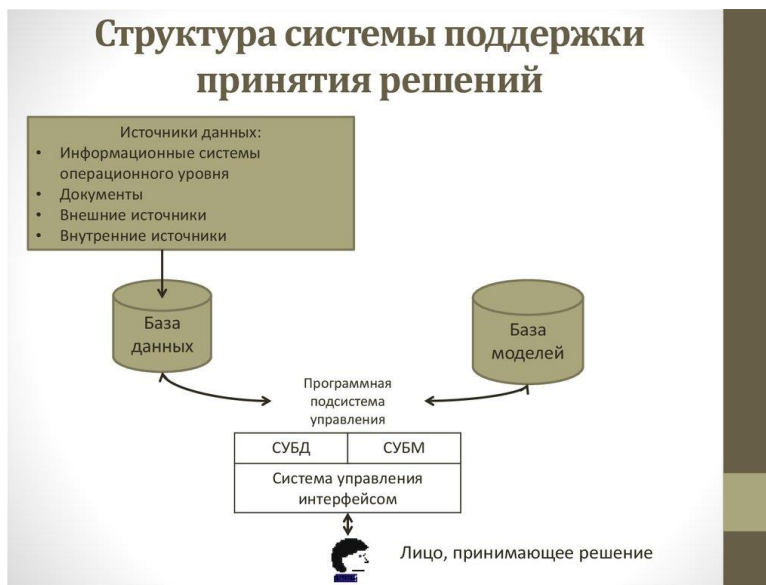 Структура системы поддержки
принятия решений
Источники данных:
• Информационные системы
операционного уровня
• Документы
• Внешние источники
• Внутренние источники
База
данных
База
моделей
Программная
подсистема
управления
СУБД
СУБМ
Система управления
интерфейсом
Лицо, принимающее решение